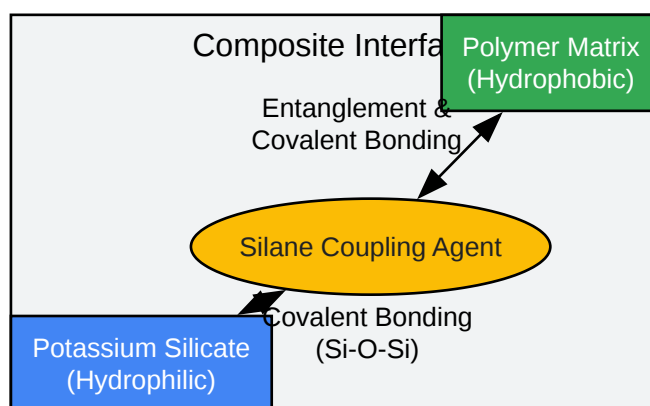 Composite Interfa
Polymer Matrix
(Hydrophobic)
Entanglement &
Covalent Bonding
Silane Coupling Agent
Covalent Bonding
(Si-O-Si)
Potassium Silicate
(Hydrophilic)